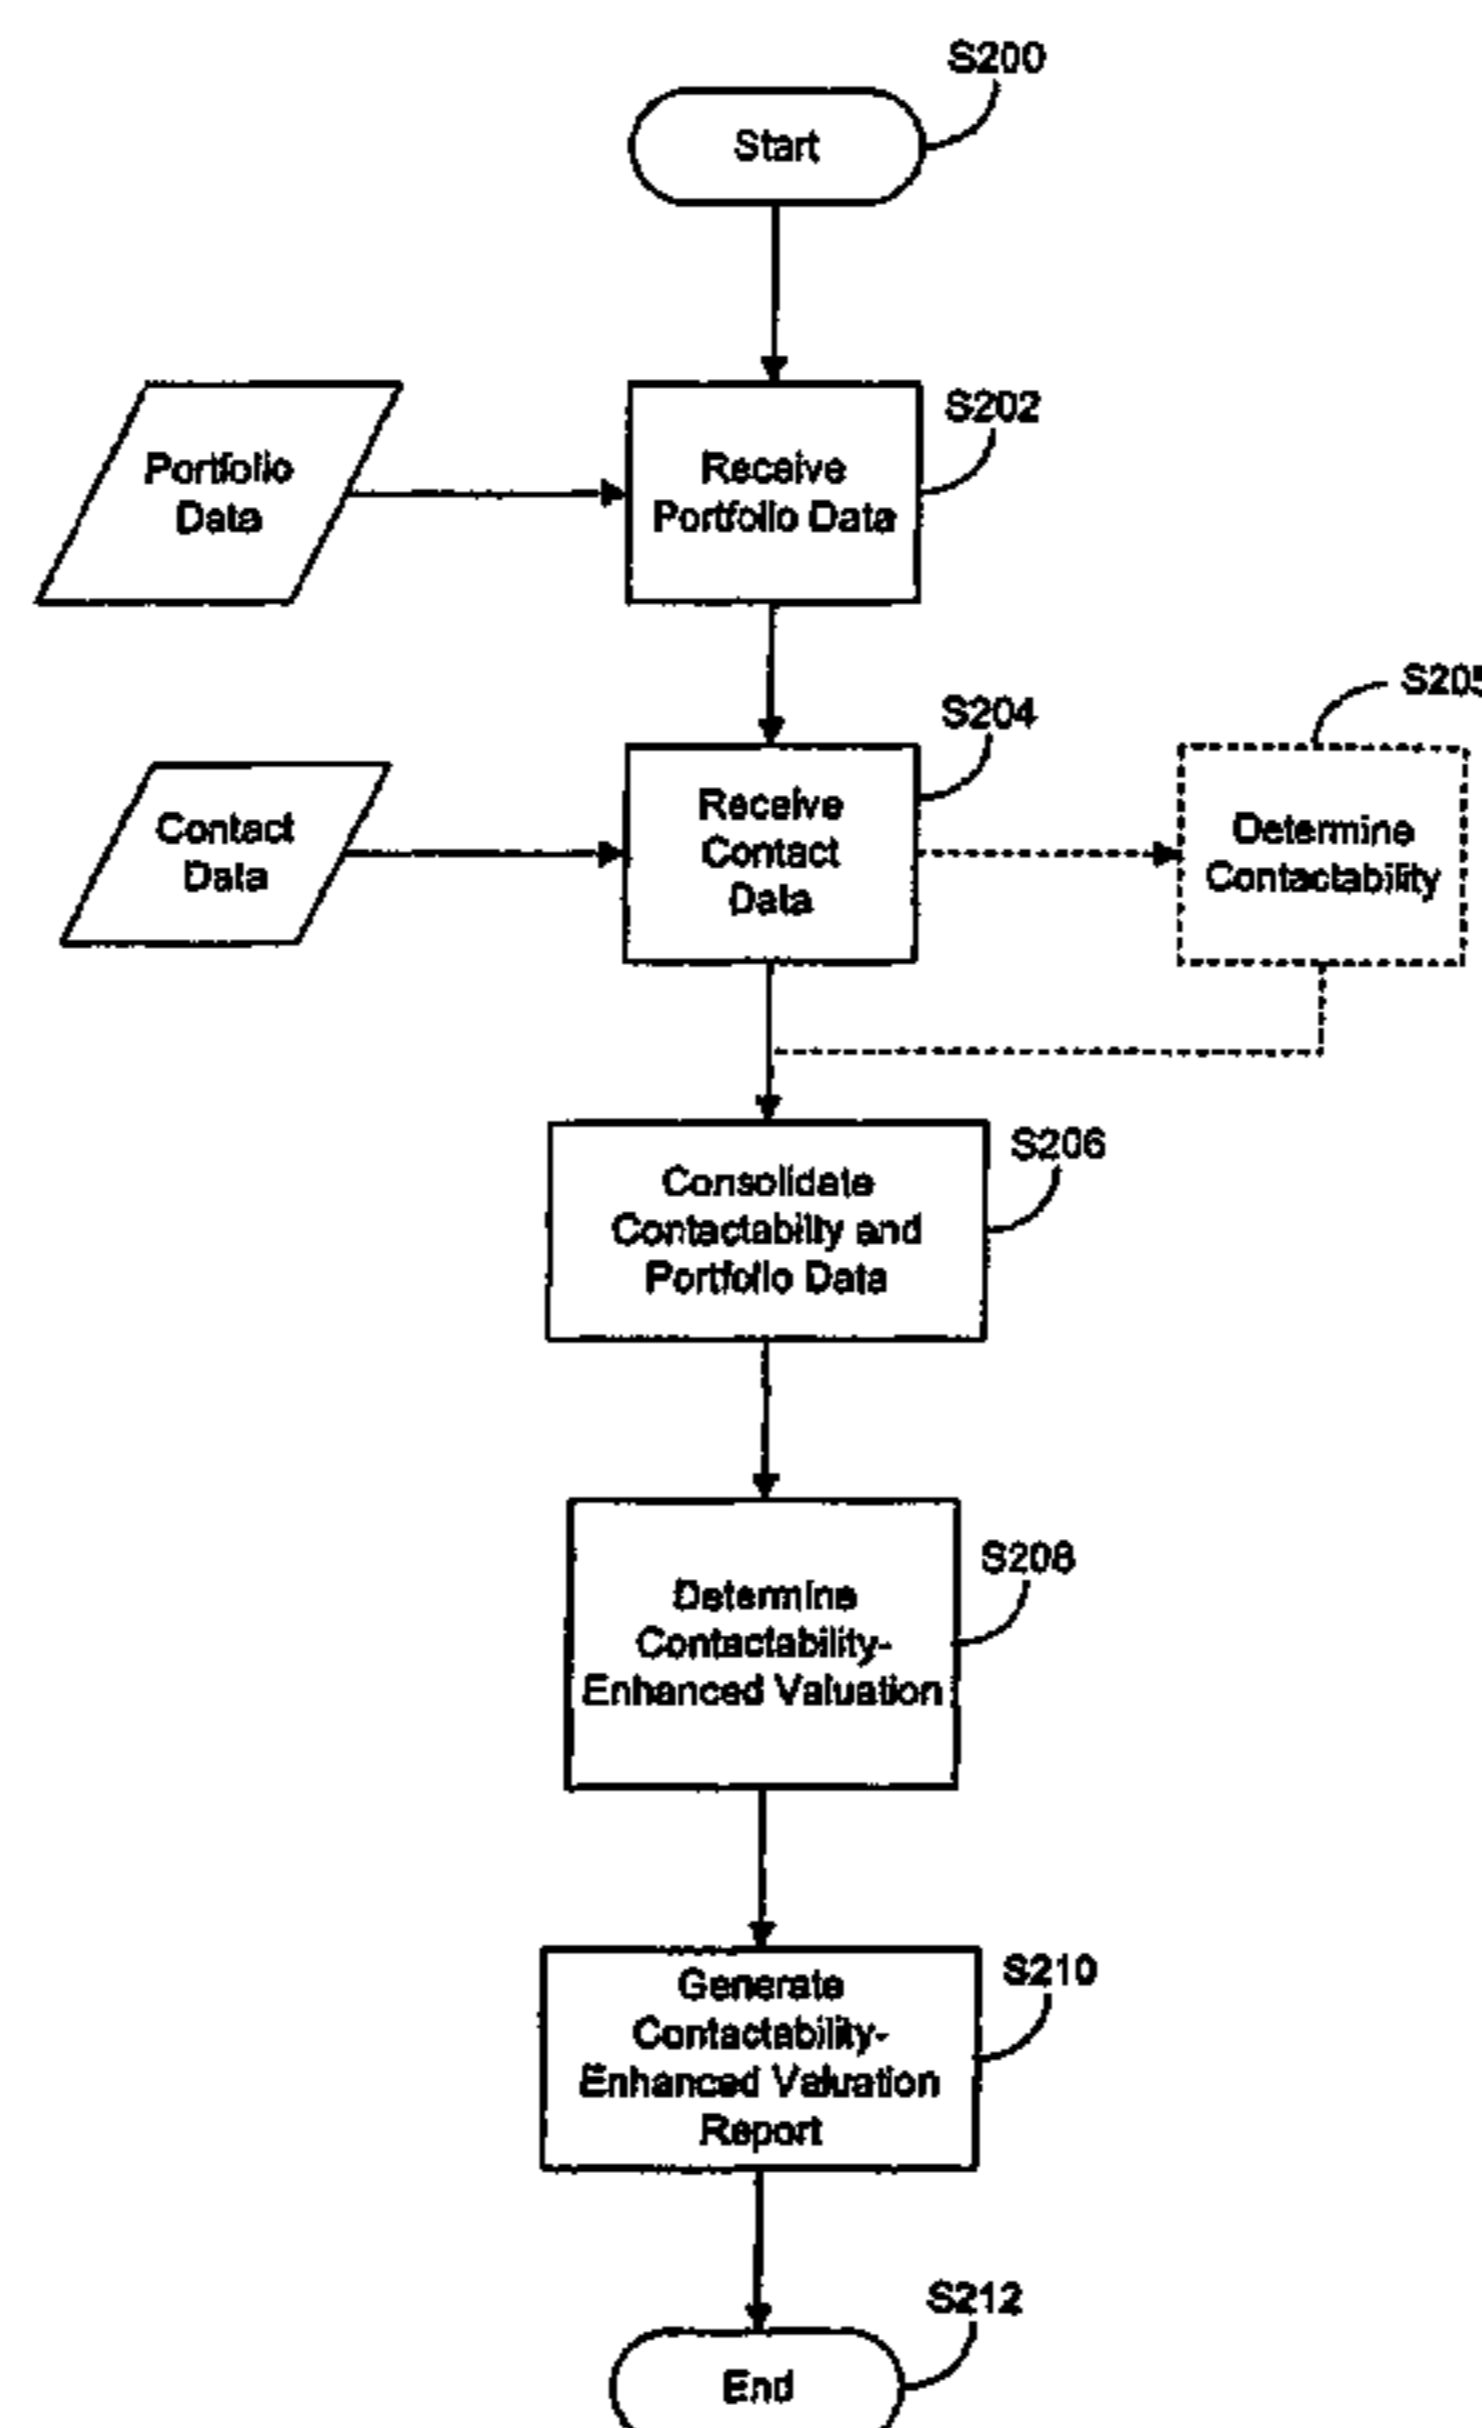 S200
Start
S202
Portfolio
Data
Receive
Portfolio Data
S205
S204
Contact
Data
Receive
Contact
Data
Determine
Contactability
S206
Consolidate
Contactability and
Portfolio Data
S208
Determine
Contactability-
Enhanced Valuation
S210
Generate
Contactability-
Enhanced Valuation
Report
S212
End